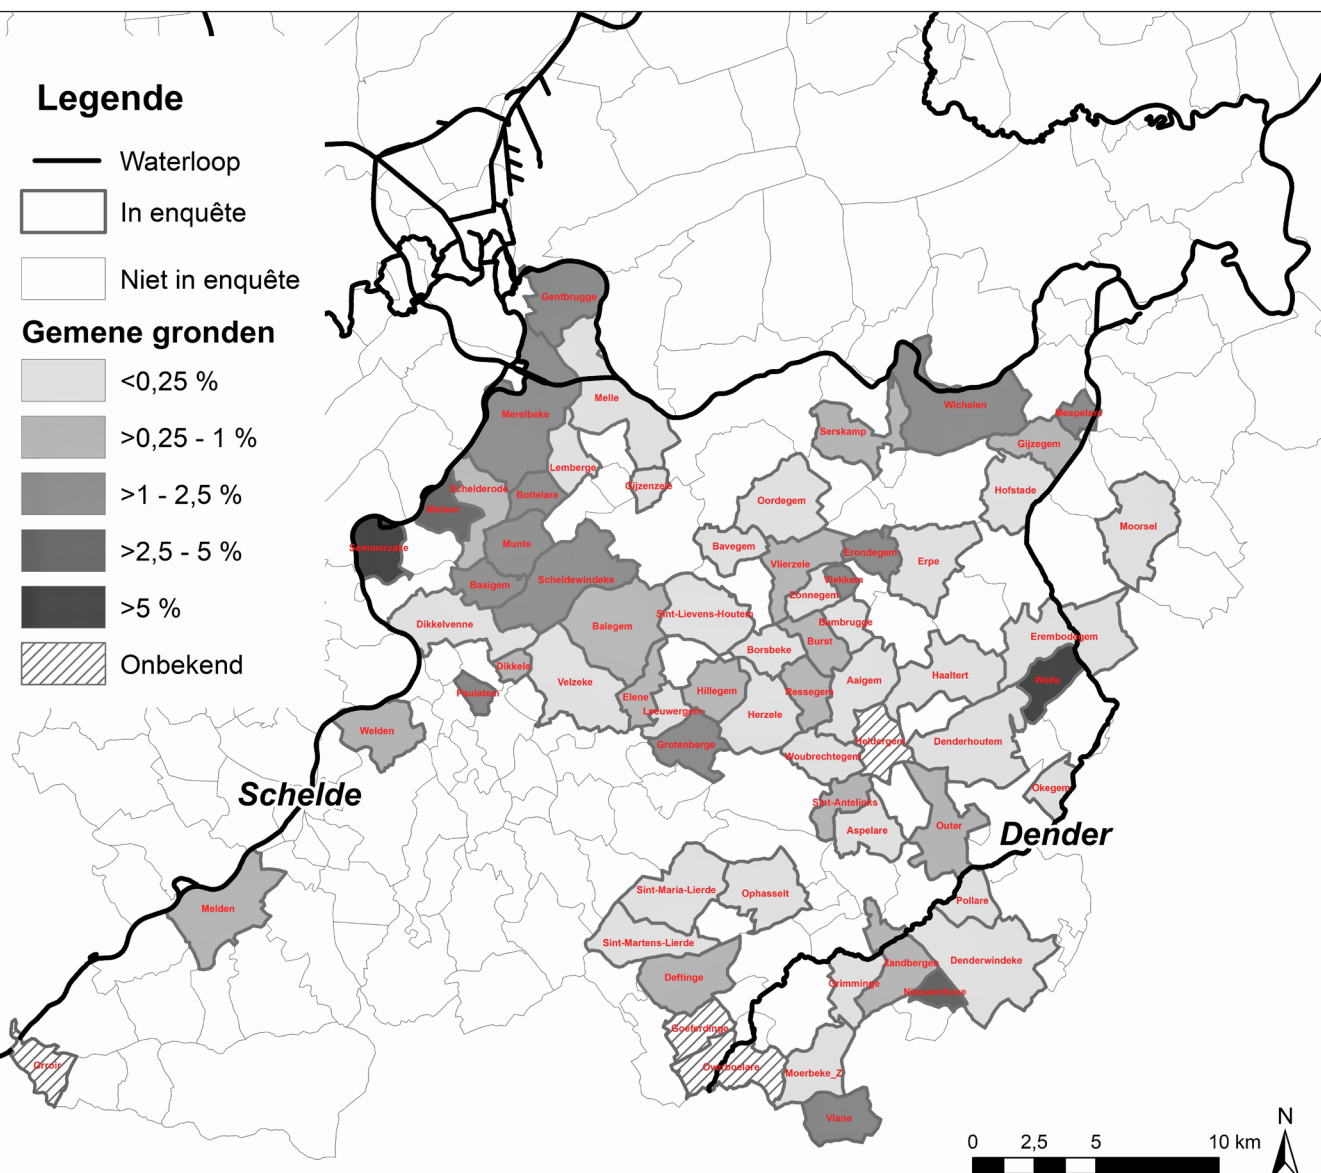 Legende
Waterloop
In enquête
Niet in enquête
Gemene gronden
<0,25 %
>0,25 - 1 %
>1 - 2,5 %
>2,5 - 5 %
>5 %
Onbekend
Gentbrugge
Melle
Merelbeke
Wichelen
Mespelare
Serskamp
Gijzegem
Lemberge
Gijzenzele
Schelderode
Bottelare
Hofstade
Oordegem
Moorsel
Melsen
Semmerzake
Munte
Bavegem
Erondegem
Vlierzele
Erpe
Scheldewindeke
Baaigem
Vlekkem
Zonnegem
Sint-Lievens-Houtem
Dikkelvenne
Balegem
Bambrugge
Burst
Erembodegem
Borsbeke
Dikkele
Velzeke
Haaltert
Aaigem
Welle
Paulatem
Elene
Hillegem
Ressegem
Leeuwergem
Herzele
Welden
Grotenberge
Heldergem
Denderhoutem
Woubrechtegem
Okegem
Schelde
Sint-Antelinks
Outer
Aspelare
Dender
Sint-Maria-Lierde
Ophasselt
Pollare
Melden
Sint-Martens-Lierde
Denderwindeke
Zandbergen
Deftinge
Grimminge
Nieuwenhove
Goeferdinge
Orroir
Overboelare
Moerbeke_Z
Viane
N
0 2,5 5 10 km